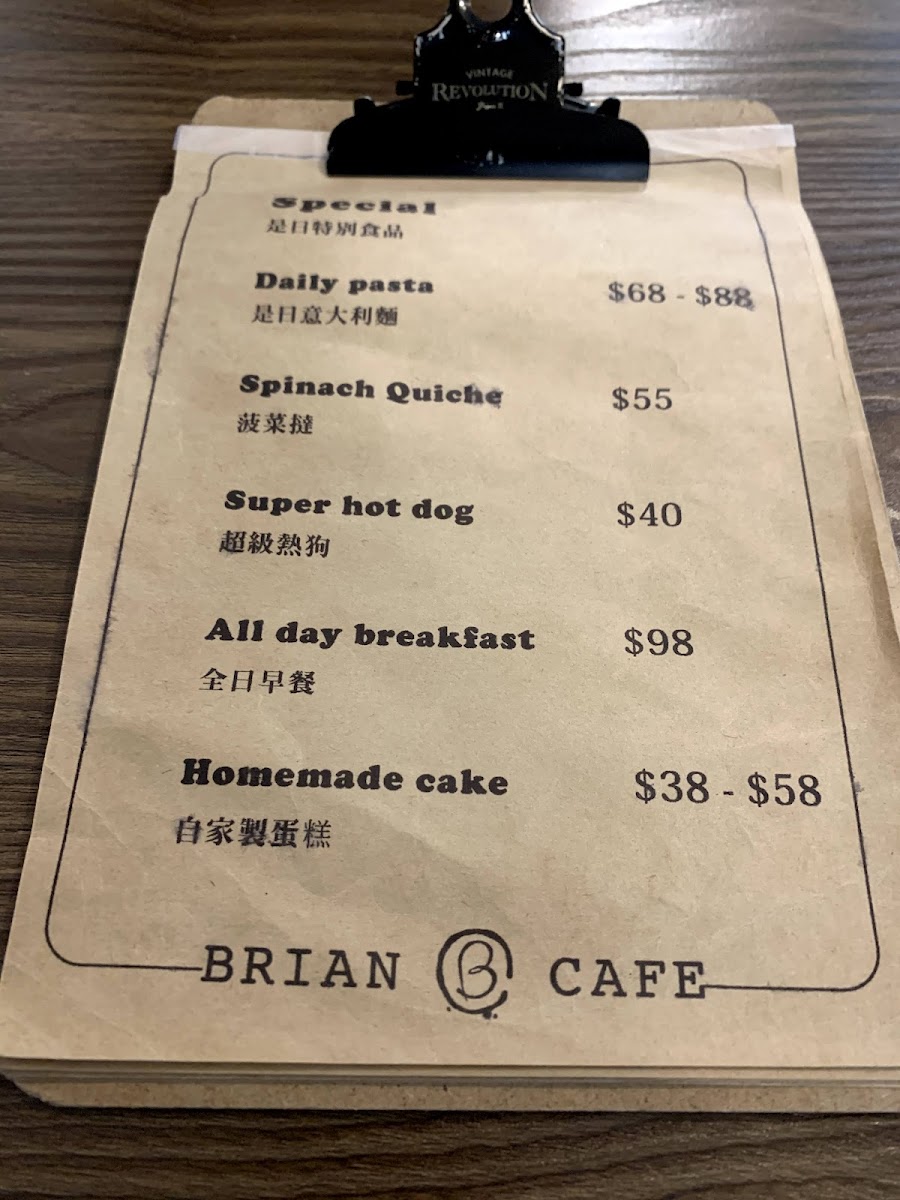 VINTAGE
REVOLUTION
Special
是日特別食品
Daily pasta $68 - $88
是日意大利麵
Spinach Quiche $55
菠菜撻
Super hot dog $40
超級熱狗
All day breakfast $98
全日早餐
Homemade cake $38 - $58
自家製蛋糕
BRIAN B CAFE